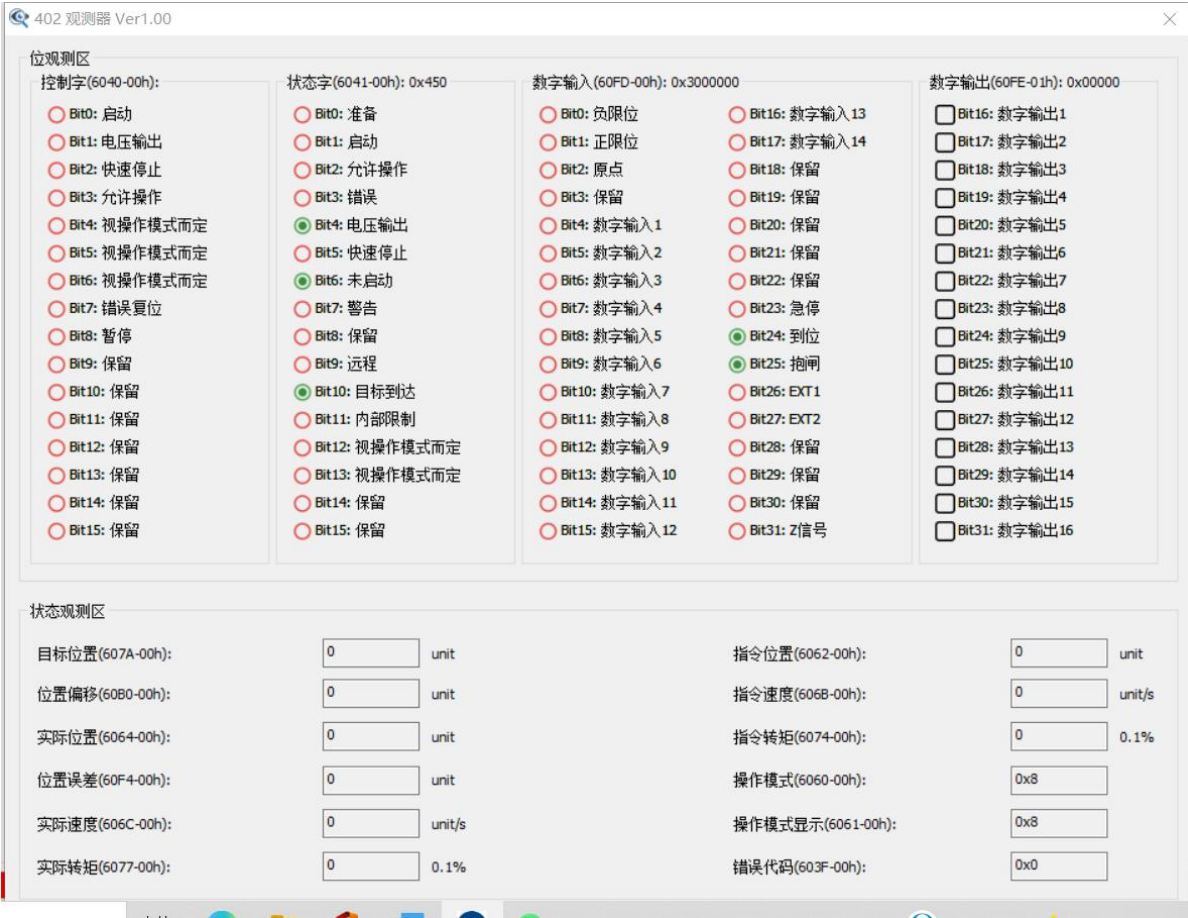 402 观测器 Ver1.00
位观测区
控制字(6040-00h):
Bit0: 启动
Bit1: 电压输出
Bit2: 快速停止
Bit3: 允许操作
Bit4: 视操作模式而定
Bit5: 视操作模式而定
Bit6: 视操作模式而定
Bit7: 错误复位
Bit8: 暂停
Bit9: 保留
Bit10: 保留
Bit11: 保留
Bit12: 保留
Bit13: 保留
Bit14: 保留
Bit15: 保留
状态字(6041-00h): 0x450
Bit0: 准备
Bit1: 启动
Bit2: 允许操作
Bit3: 错误
Bit4: 电压输出
Bit5: 快速停止
Bit6: 未启动
Bit7: 警告
Bit8: 保留
Bit9: 远程
Bit10: 目标到达
Bit11: 内部限制
Bit12: 视操作模式而定
Bit13: 视操作模式而定
Bit14: 保留
Bit15: 保留
数字输入(60FD-00h): 0x3000000
Bit0: 负限位
Bit1: 正限位
Bit2: 原点
Bit3: 保留
Bit4: 数字输入1
Bit5: 数字输入2
Bit6: 数字输入3
Bit7: 数字输入4
Bit8: 数字输入5
Bit9: 数字输入6
Bit10: 数字输入7
Bit11: 数字输入8
Bit12: 数字输入9
Bit13: 数字输入10
Bit14: 数字输入11
Bit15: 数字输入12
Bit16: 数字输入13
Bit17: 数字输入14
Bit18: 保留
Bit19: 保留
Bit20: 保留
Bit21: 保留
Bit22: 保留
Bit23: 急停
Bit24: 到位
Bit25: 抱闸
Bit26: EXT1
Bit27: EXT2
Bit28: 保留
Bit29: 保留
Bit30: 保留
Bit31: Z信号
数字输出(60FE-01h): 0x00000
Bit16: 数字输出1
Bit17: 数字输出2
Bit18: 数字输出3
Bit19: 数字输出4
Bit20: 数字输出5
Bit21: 数字输出6
Bit22: 数字输出7
Bit23: 数字输出8
Bit24: 数字输出9
Bit25: 数字输出10
Bit26: 数字输出11
Bit27: 数字输出12
Bit28: 数字输出13
Bit29: 数字输出14
Bit30: 数字输出15
Bit31: 数字输出16
状态观测区
目标位置(607A-00h): 0 unit
位置偏移(60B0-00h): 0 unit
实际位置(6064-00h): 0 unit
位置误差(60F4-00h): 0 unit
实际速度(606C-00h): 0 unit/s
实际转矩(6077-00h): 0 0.1%
指令位置(6062-00h): 0 unit
指令速度(606B-00h): 0 unit/s
指令转矩(6074-00h): 0 0.1%
操作模式(6060-00h): 0x8
操作模式显示(6061-00h): 0x8
错误代码(603F-00h): 0x0